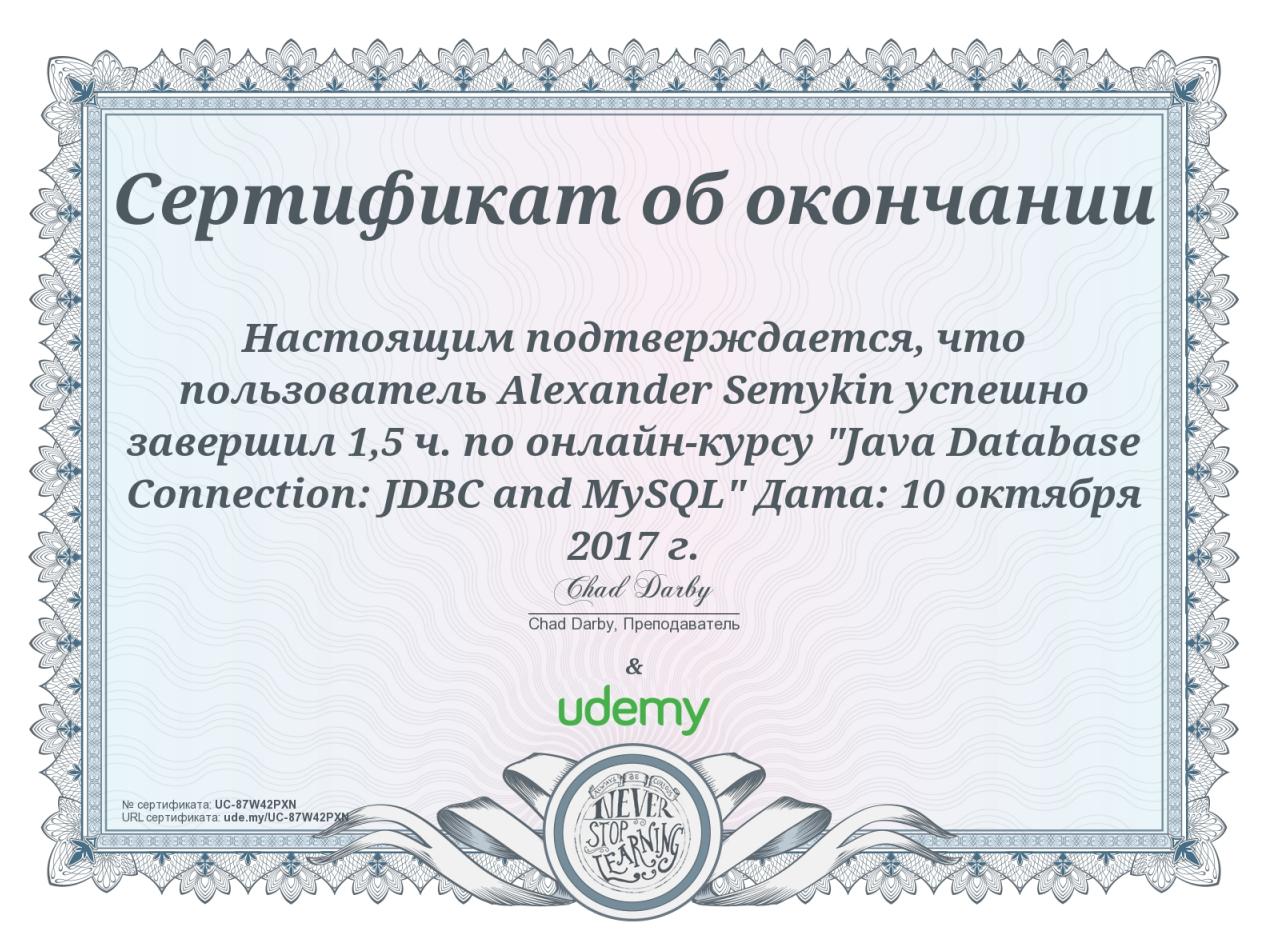 Сертификат об окончании
Настоящим подтверждается, что
пользователь Alexander Semykin успешно
завершил 1,5 ч. по онлайн-курсу "Java Database
Connection: JDBC and MySQL" Дата: 10 октября
2017 г.
Chad Darby
Chad Darby, Преподаватель
&
udemy
№ сертификата: UC-87W42PXN
URL сертификата: ude.my/UC-87W42PXN
ALWAYS BE
NEVER
STOP
LEARNING